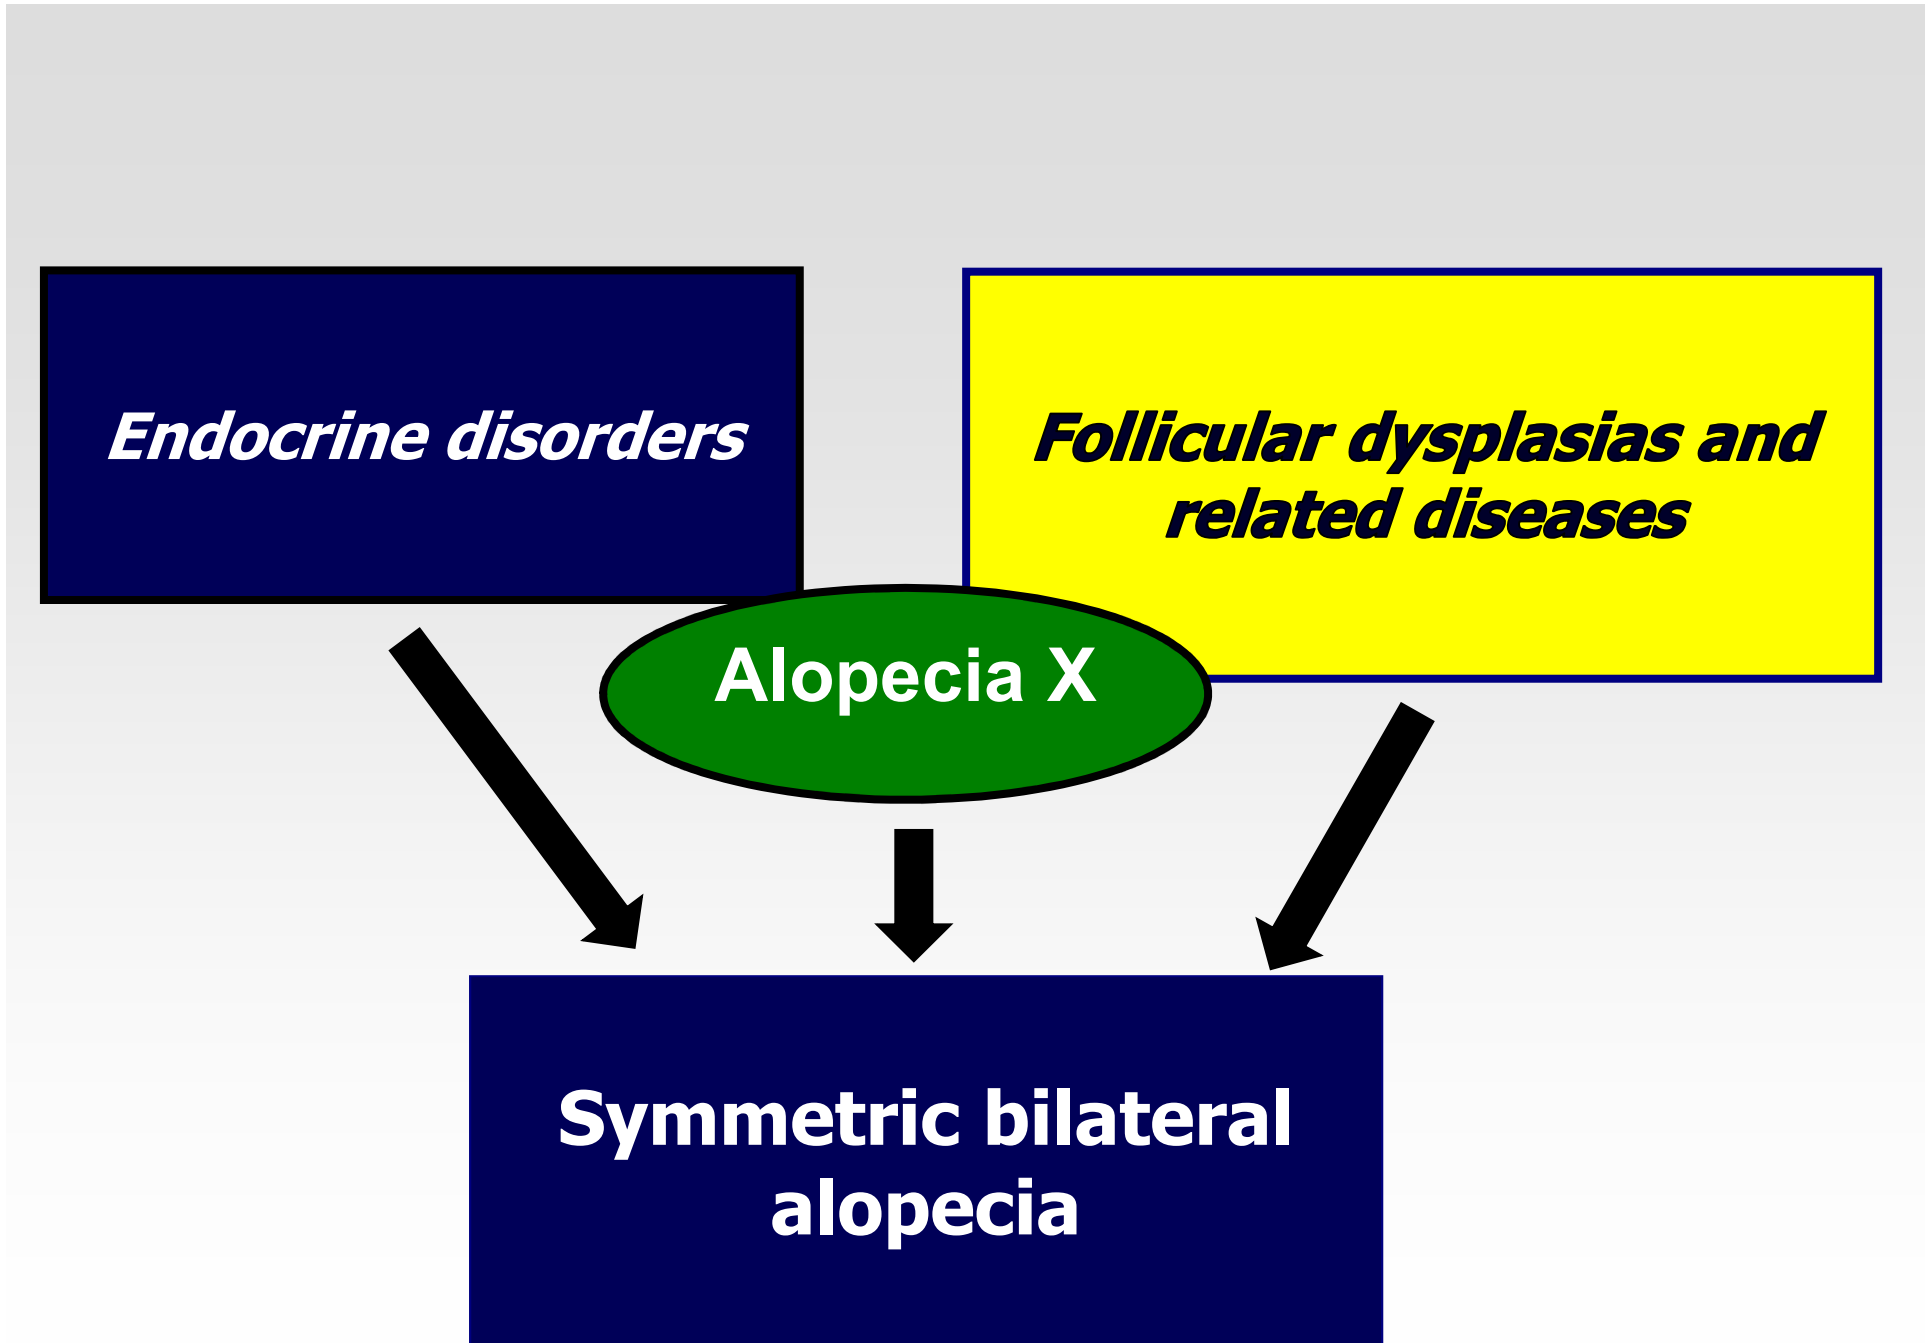 Endocrine disorders
Follicular dysplasias and
related diseases
Alopecia X
Symmetric bilateral
alopecia